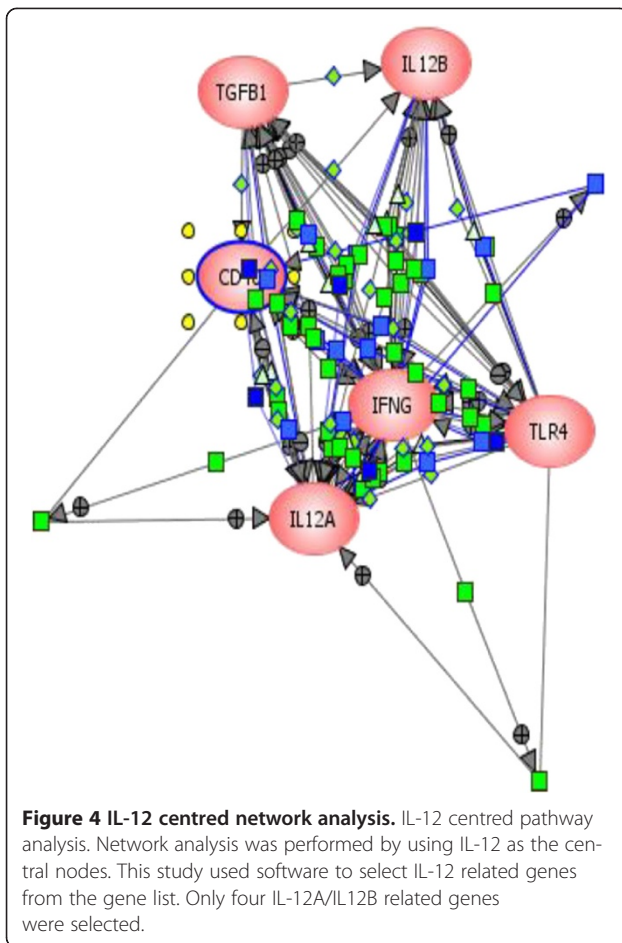 TGFB1
IL12B
IFNG
TLR4
IL12A
Figure 4 IL-12 centred network analysis. IL-12 centred pathway
analysis. Network analysis was performed by using IL-12 as the cen-
tral nodes. This study used software to select IL-12 related genes
from the gene list. Only four IL-12A/IL12B related genes
were selected.